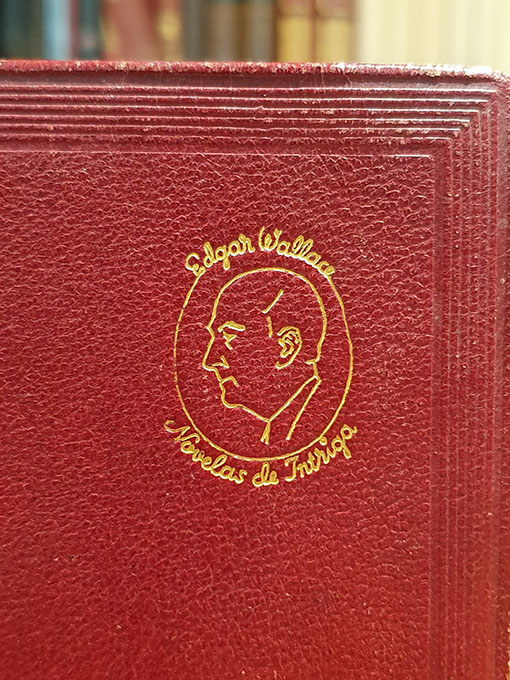 Edgar Wallace
Novelas de Intriga